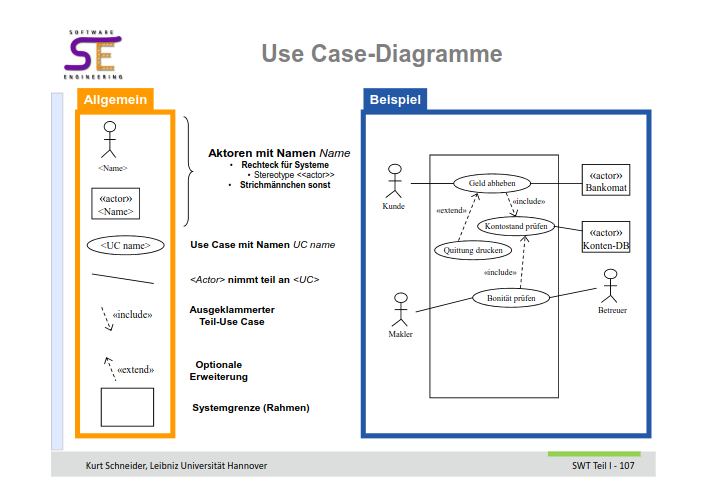 SOFTWARE
SE
ENGINEERING
Use Case-Diagramme
Allgemein
<Name>
«actor»
<Name>
<UC name>
«include»
«extend»
Aktoren mit Namen Name
• Rechteck für Systeme
• Stereotype <<actor>>
• Strichmännchen sonst
Use Case mit Namen UC name
<Actor> nimmt teil an <UC>
Ausgeklammerter
Teil-Use Case
Optionale
Erweiterung
Systemgrenze (Rahmen)
Beispiel
Kunde
Geld abheben
«actor»
Bankomat
«extend»
«include»
Kontostand prüfen
«actor»
Konten-DB
Quittung drucken
«include»
Bonität prüfen
Makler
Betreuer
Kurt Schneider, Leibniz Universität Hannover
SWT Teil I - 107